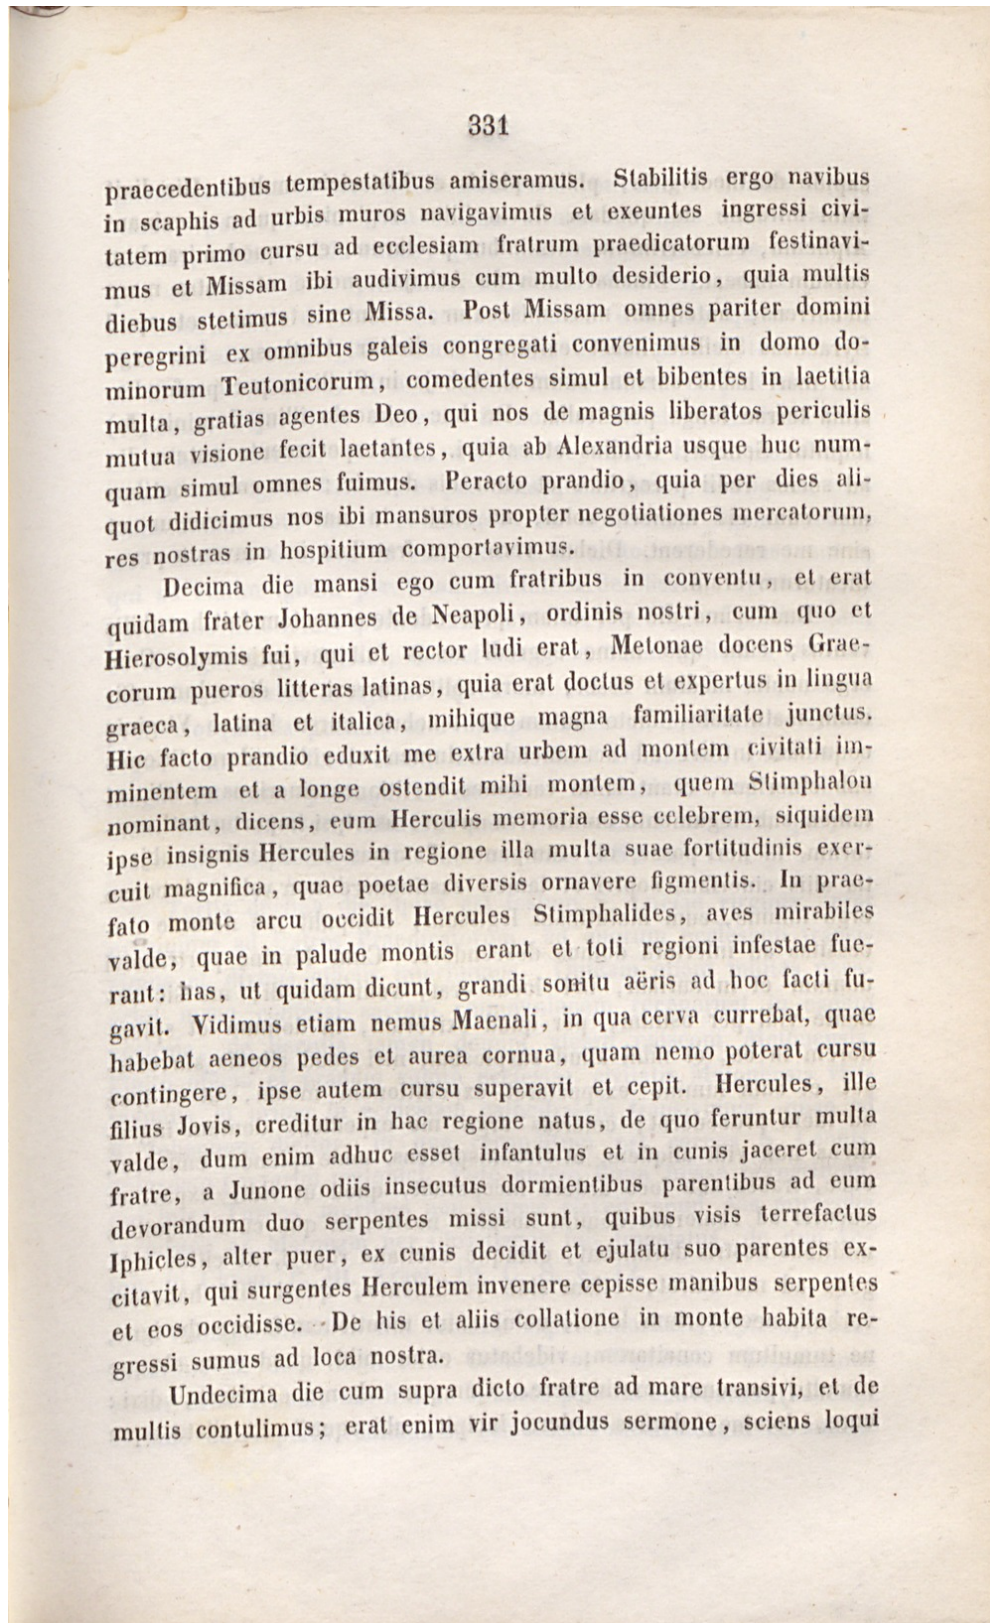 331
praecedentibus tempestatibus amiseramus. Stabilitis ergo navibus
in scaphis ad urbis muros navigavimus et exeuntes ingressi civi-
tatem primo cursu ad ecclesiam fratrum praedicatorum festinavi-
mus et Missam ibi audivimus cum multo desiderio, quia multis
diebus stetimus sine Missa. Post Missam omnes pariter domini
peregrini ex omnibus galeis congregati convenimus in domo do-
minorum Teutonicorum, comedentes simul et bibentes in laetitia
multa, gratias agentes Deo, qui nos de magnis liberatos periculis
mutua visione fecit laetantes, quia ab Alexandria usque huc num-
quam simul omnes fuimus. Peracto prandio, quia per dies ali-
quot didicimus nos ibi mansuros propter negotiationes mercatorum,
res nostras in hospitium comportavimus.
Decima die mansi ego cum fratribus in conventu, et erat
quidam frater Johannes de Neapoli, ordinis nostri, cum quo et
Hierosolymis fui, qui et rector ludi erat, Metonae docens Grae-
corum pueros litteras latinas, quia erat doctus et expertus in lingua
graeca, latina et italica, mihique magna familiaritate junctus.
Hic facto prandio eduxit me extra urbem ad montem civitati im-
minentem et a longe ostendit mihi montem, quem Stimphalon
nominant, dicens, eum Herculis memoria esse celebrem, siquidem
ipse insignis Hercules in regione illa multa suae fortitudinis exer-
cuit magnifica, quae poetae diversis ornavere figmentis. In prae-
fato monte arcu occidit Hercules Stimphalides, aves mirabiles
valde, quae in palude montis erant et toti regioni infestae fue-
rant: has, ut quidam dicunt, grandi sonitu aëris ad hoc facti fu-
gavit. Vidimus etiam nemus Maenali, in qua cerva currebat, quae
habebat aeneos pedes et aurea cornua, quam nemo poterat cursu
contingere, ipse autem cursu superavit et cepit. Hercules, ille
filius Jovis, creditur in hac regione natus, de quo feruntur multa
valde, dum enim adhuc esset infantulus et in cunis jaceret cum
fratre, a Junone odiis insecutus dormientibus parentibus ad eum
devorandum duo serpentes missi sunt, quibus visis terrefactus
Iphicles, alter puer, ex cunis decidit et ejulatu suo parentes ex-
citavit, qui surgentes Herculem invenere cepisse manibus serpentes
et eos occidisse. De his et aliis collatione in monte habita re-
gressi sumus ad loca nostra.
Undecima die cum supra dicto fratre ad mare transivi, et de
multis contulimus; erat enim vir jocundus sermone, sciens loqui